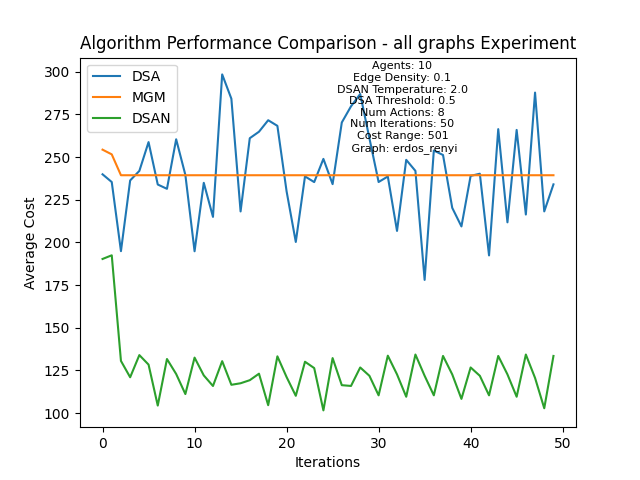 Algorithm Performance Comparison - all graphs Experiment
DSA
MGM
DSAN
Agents: 10
Edge Density: 0.1
DSAN Temperature: 2.0
DSA Threshold: 0.5
Num Actions: 8
Num Iterations: 50
Cost Range: 501
Graph: erdos_renyi
Average Cost
300
275
250
225
200
175
150
125
100
0
10
20
30
40
50
Iterations